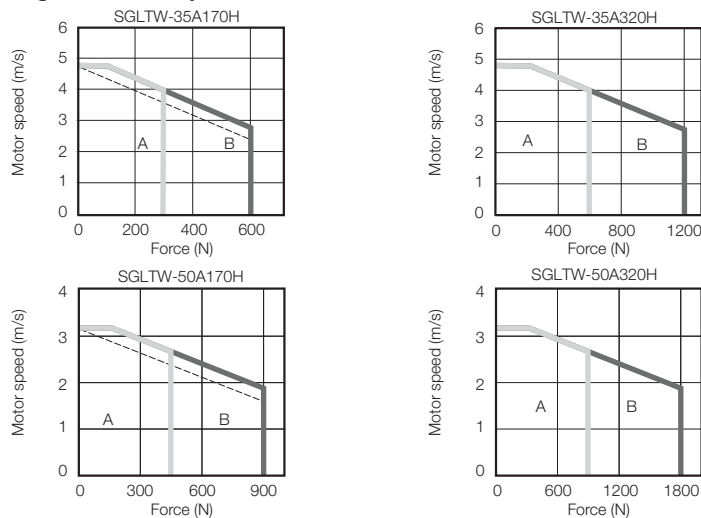 SGLTW-35A170H
Motor speed (m/s)
6
5
4
3
2
1
0
A
B
200
400
600
Force (N)
SGLTW-35A320H
Motor speed (m/s)
6
5
4
3
2
1
0
A
B
0
400
800
1200
Force (N)
SGLTW-50A170H
Motor speed (m/s)
4
3
2
1
0
A
B
0
300
600
900
Force (N)
SGLTW-50A320H
Motor speed (m/s)
4
3
2
1
0
A
B
0
600
1200
1800
Force (N)